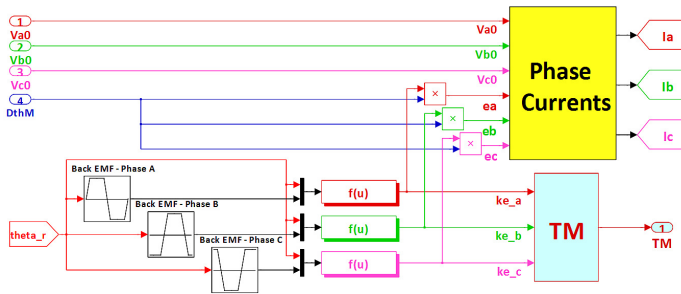 1
Va0
2
Vb0
3
Vc0
4
DthM
Va0
Vb0
Vc0
ea
eb
ec
×
×
×
Phase
Currents
Ia
Ib
Ic
Back EMF - Phase A
Back EMF - Phase B
Back EMF - Phase C
theta_r
f(u)
f(u)
f(u)
ke_a
ke_b
ke_c
TM
1
TM